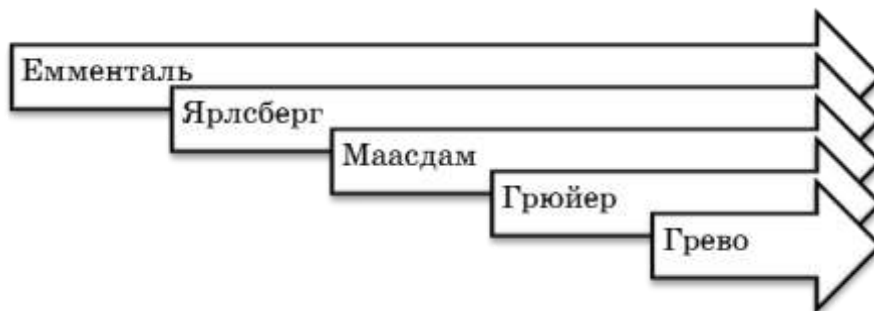 Емменталь
Ярлсберг
Маасдам
Грюйер
Грево